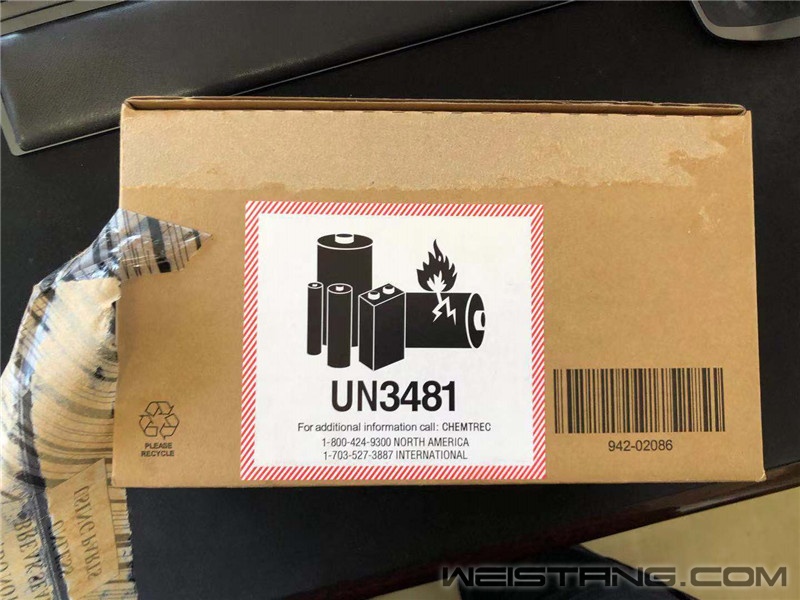 UN3481
For additional information call: CHEMTREC
1-800-424-9300 NORTH AMERICA
1-703-527-3887 INTERNATIONAL
PLEASE
RECYCLE
942-02086
WEISTANG.COM